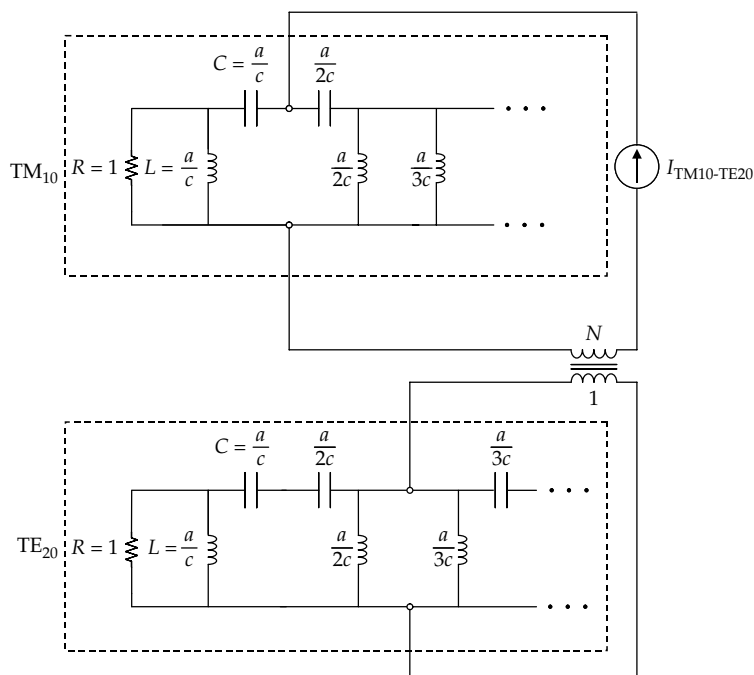 C = a/c a/2c
TM10 R = 1 L = a/c a/2c a/3c • • •
• • •
I TM10-TE20
N
1
C = a/c a/2c a/3c
• • •
TE20 R = 1 L = a/c a/2c a/3c
• • •